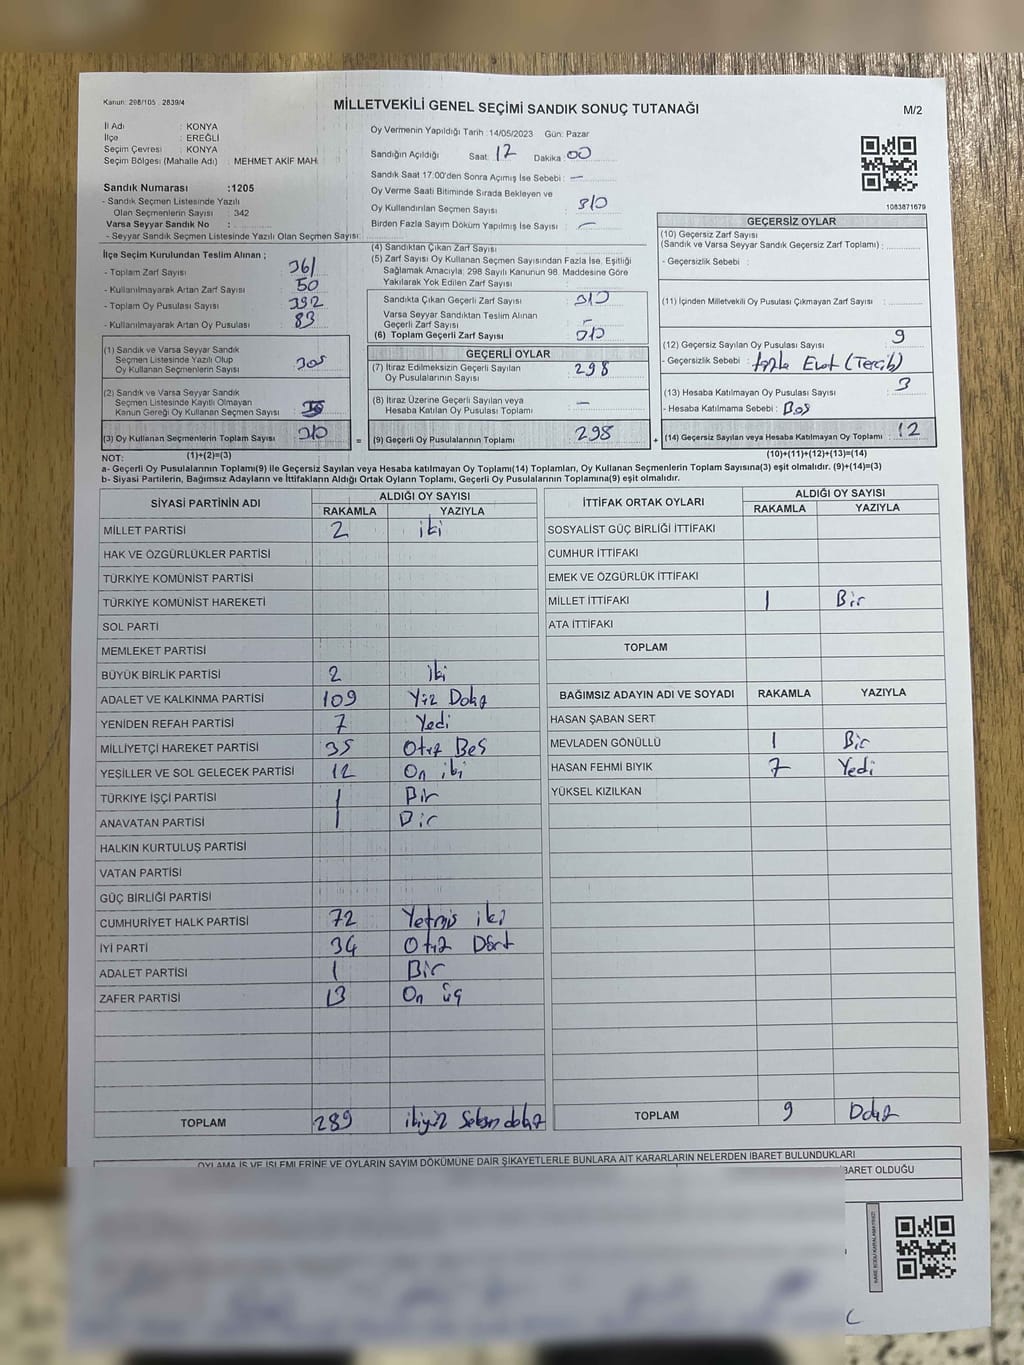 Kanun: 298/105 , 2839/4
MİLLETVEKİLİ GENEL SEÇİMİ SANDIK SONUÇ TUTANAĞI
M/2
İl Adı : KONYA
İlçe : EREĞLİ
Seçim Çevresi : KONYA
Seçim Bölgesi (Mahalle Adı) : MEHMET AKİF MAH
Sandık Numarası :1205
- Sandık Seçmen Listesinde Yazılı
Olan Seçmenlerin Sayısı : 342
Varsa Seyyar Sandık No :
- Seyyar Sandık Seçmen Listesinde Yazılı Olan Seçmen Sayısı:
Oy Vermenin Yapıldığı Tarih :14/05/2023 Gün: Pazar
Sandığın Açıldığı Saat: 17 Dakika: 00
Sandık Saat 17:00'den Sonra Açılmış İse Sebebi : —
Oy Verme Saati Bitiminde Sırada Bekleyen ve
Oy Kullandırılan Seçmen Sayısı : 310
Birden Fazla Sayım Döküm Yapılmış İse Sayısı : —
1083871679
İlçe Seçim Kurulundan Teslim Alınan ;
- Toplam Zarf Sayısı : 361
- Kullanılmayarak Artan Zarf Sayısı : 50
- Toplam Oy Pusulası Sayısı : 392
- Kullanılmayarak Artan Oy Pusulası : 83
(1) Sandık ve Varsa Seyyar Sandık
Seçmen Listesinde Yazılı Olup
Oy Kullanan Seçmenlerin Sayısı : 305
(2) Sandık ve Varsa Seyyar Sandık
Seçmen Listesinde Kayıtlı Olmayan
Kanun Gereği Oy Kullanan Seçmen Sayısı :
(3) Oy Kullanan Seçmenlerin Toplam Sayısı : 310
(4) Sandıktan Çıkan Zarf Sayısı :
(5) Zarf Sayısı Oy Kullanan Seçmen Sayısından Fazla İse, Eşitliği
Sağlamak Amacıyla; 298 Sayılı Kanunun 98. Maddesine Göre
Yakılarak Yok Edilen Zarf Sayısı :
Sandıkta Çıkan Geçerli Zarf Sayısı : 310
Varsa Seyyar Sandıktan Teslim Alınan
Geçerli Zarf Sayısı : —
(6) Toplam Geçerli Zarf Sayısı : 310
GEÇERLİ OYLAR
(7) İtiraz Edilmeksizin Geçerli Sayılan
Oy Pusulalarının Sayısı : 298
(8) İtiraz Üzerine Geçerli Sayılan veya
Hesaba Katılan Oy Pusulası Toplamı : —
= (9) Geçerli Oy Pusulalarının Toplamı : 298
GEÇERSİZ OYLAR
(10) Geçersiz Zarf Sayısı
(Sandık ve Varsa Seyyar Sandık Geçersiz Zarf Toplamı) :
- Geçersizlik Sebebi :
(11) İçinden Milletvekili Oy Pusulası Çıkmayan Zarf Sayısı :
(12) Geçersiz Sayılan Oy Pusulası Sayısı : 9
- Geçersizlik Sebebi : fazla Evet (Tercih)
(13) Hesaba Katılmayan Oy Pusulası Sayısı : 3
- Hesaba Katılmama Sebebi : Boş
+ (14) Geçersiz Sayılan veya Hesaba Katılmayan Oy Toplamı : 12
NOT: (1)+(2)=(3)
(10)+(11)+(12)+(13)=(14)
a- Geçerli Oy Pusulalarının Toplamı(9) ile Geçersiz Sayılan veya Hesaba katılmayan Oy Toplamı(14) Toplamları, Oy Kullanan Seçmenlerin Toplam Sayısına(3) eşit olmalıdır. (9)+(14)=(3)
b- Siyasi Partilerin, Bağımsız Adayların ve İttifakların Aldığı Ortak Oyların Toplamı, Geçerli Oy Pusulalarının Toplamına(9) eşit olmalıdır.
SİYASİ PARTİNİN ADI ALDIĞI OY SAYISI
RAKAMLA YAZIYLA
MİLLET PARTİSİ 2 iki
HAK VE ÖZGÜRLÜKLER PARTİSİ
TÜRKİYE KOMÜNİST PARTİSİ
TÜRKİYE KOMÜNİST HAREKETİ
SOL PARTİ
MEMLEKET PARTİSİ
BÜYÜK BİRLİK PARTİSİ 2 iki
ADALET VE KALKINMA PARTİSİ 109 Yüz Dokuz
YENİDEN REFAH PARTİSİ 7 Yedi
MİLLİYETÇİ HAREKET PARTİSİ 35 Otuz Beş
YEŞİLLER VE SOL GELECEK PARTİSİ 12 On iki
TÜRKİYE İŞÇİ PARTİSİ 1 Bir
ANAVATAN PARTİSİ 1 Bir
HALKIN KURTULUŞ PARTİSİ
VATAN PARTİSİ
GÜÇ BİRLİĞİ PARTİSİ
CUMHURİYET HALK PARTİSİ 72 Yetmiş iki
İYİ PARTİ 34 Otuz Dört
ADALET PARTİSİ 1 Bir
ZAFER PARTİSİ 13 On üç
TOPLAM 289 ikiyüz Seksen dokuz
İTTİFAK ORTAK OYLARI ALDIĞI OY SAYISI
RAKAMLA YAZIYLA
SOSYALİST GÜÇ BİRLİĞİ İTTİFAKI
CUMHUR İTTİFAKI
EMEK VE ÖZGÜRLÜK İTTİFAKI
MİLLET İTTİFAKI 1 Bir
ATA İTTİFAKI
TOPLAM
BAĞIMSIZ ADAYIN ADI VE SOYADI RAKAMLA YAZIYLA
HASAN ŞABAN SERT
MEVLADEN GÖNÜLLÜ 1 Bir
HASAN FEHMİ BIYIK 7 Yedi
YÜKSEL KIZILKAN
TOPLAM 9 Dokuz
OYLAMA İŞ VE İŞLEMLERİNE VE OYLARIN SAYIM DÖKÜMÜNE DAİR ŞİKAYETLERLE BUNLARA AİT KARARLARIN NELERDEN İBARET BULUNDUKLARI
İBARET OLDUĞU